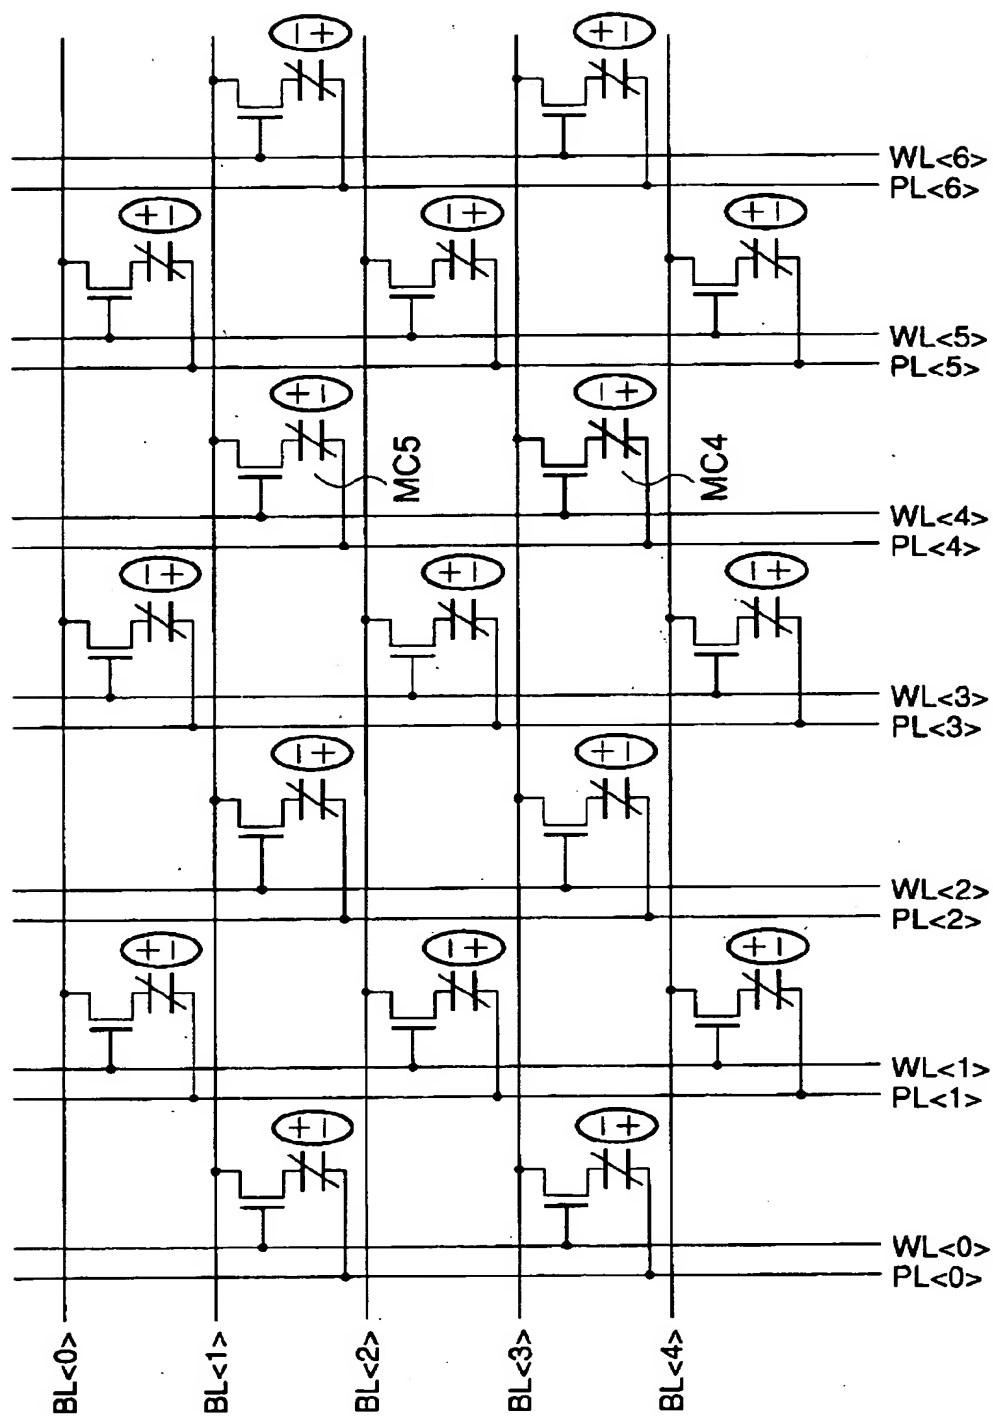 − +
+ −
WL<6>
PL<6>
+ −
− +
+ −
WL<5>
PL<5>
+ −
− +
MC5
MC4
WL<4>
PL<4>
− +
+ −
− +
WL<3>
PL<3>
− +
+ −
WL<2>
PL<2>
+ −
− +
+ −
WL<1>
PL<1>
+ −
− +
WL<0>
PL<0>
BL<0>
BL<1>
BL<2>
BL<3>
BL<4>